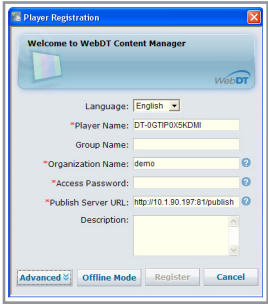 Player Registration
Welcome to WebDT Content Manager
WebDT
Language: English
*Player Name: DT-0GTIP0X5KDMI
Group Name:
*Organization Name: demo
*Access Password:
*Publish Server URL: http://10.1.90.197:81/publish
Description:
Advanced Offline Mode Register Cancel